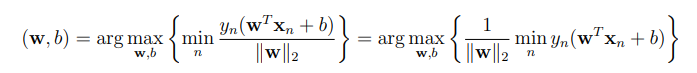 (w, b) = arg max_{w,b} { min_n y_n(w^T x_n + b) / ‖w‖_2 } = arg max_{w,b} { 1 / ‖w‖_2 min_n y_n(w^T x_n + b) }